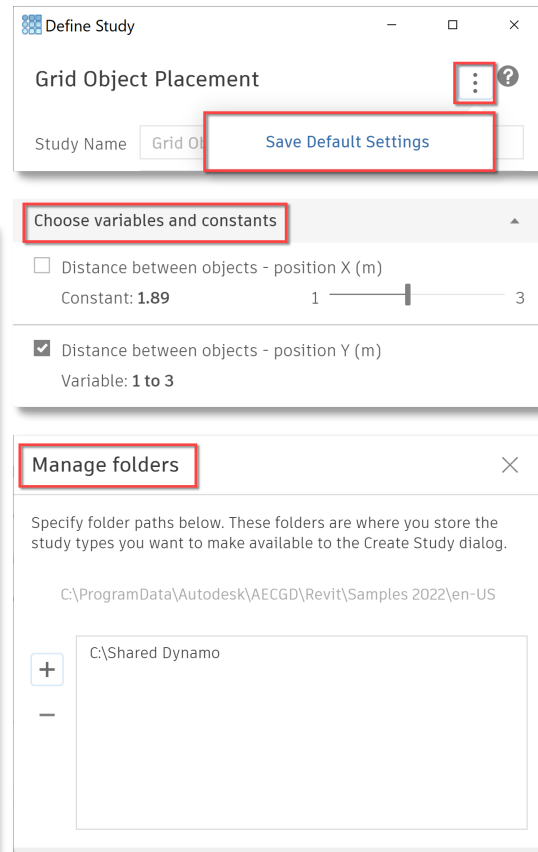 Define Study
Grid Object Placement
Study Name Grid Ob
Save Default Settings
Choose variables and constants
Distance between objects - position X (m)
Constant: 1.89 1 3
Distance between objects - position Y (m)
Variable: 1 to 3
Manage folders
Specify folder paths below. These folders are where you store the
study types you want to make available to the Create Study dialog.
C:\ProgramData\Autodesk\AECGD\Revit\Samples 2022\en-US
C:\Shared Dynamo